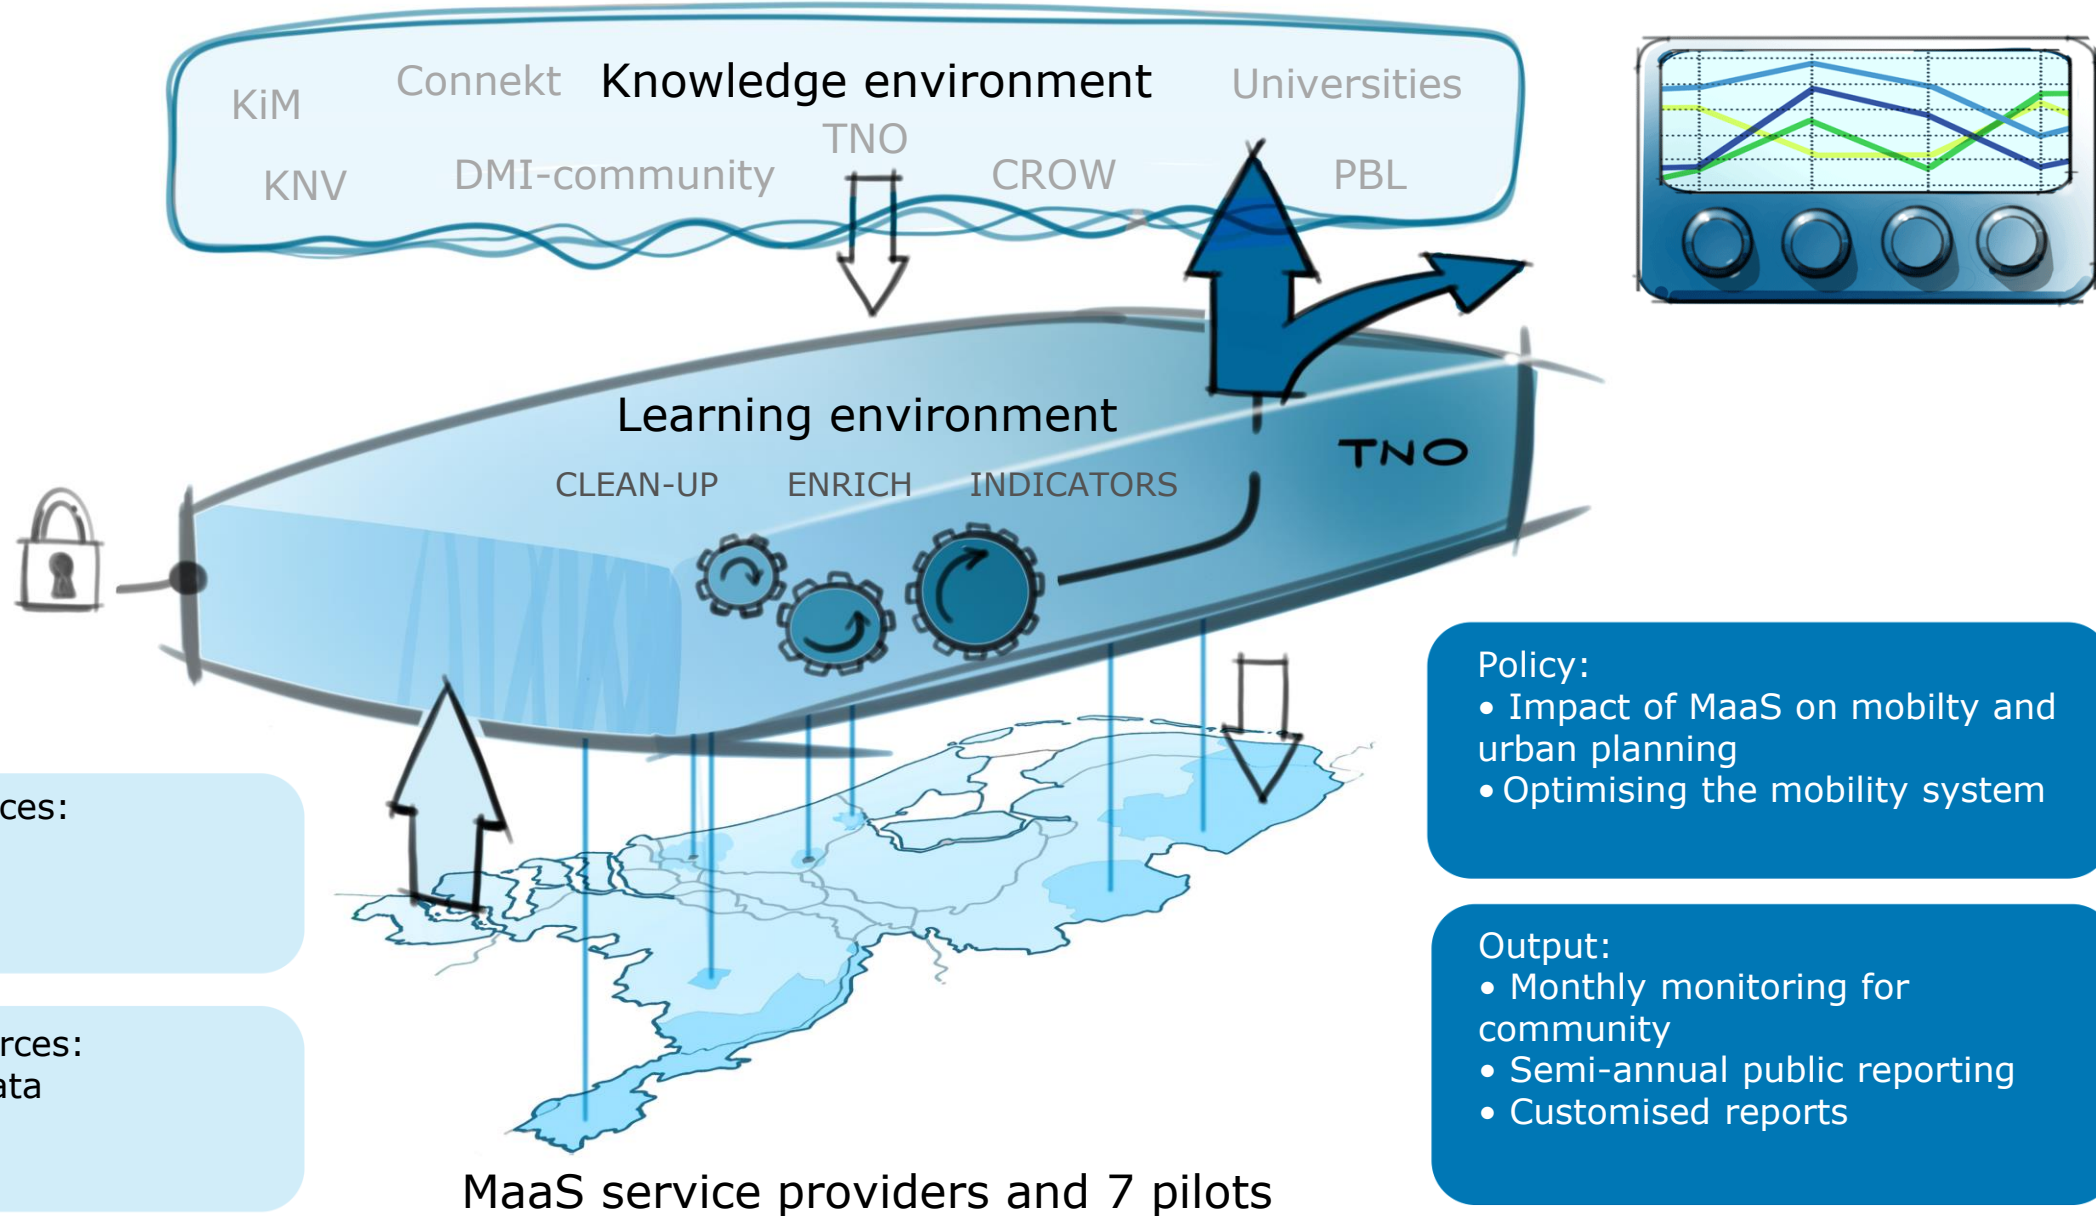 Connekt
Knowledge environment
Universities
KiM
TNO
KNV
DMI-community
CROW
PBL
Learning environment
TNO
CLEAN-UP
ENRICH
INDICATORS
Policy:
• Impact of MaaS on mobilty and
urban planning
• Optimising the mobility system
ces:
rces:
ata
Output:
• Monthly monitoring for
community
• Semi-annual public reporting
• Customised reports
MaaS service providers and 7 pilots